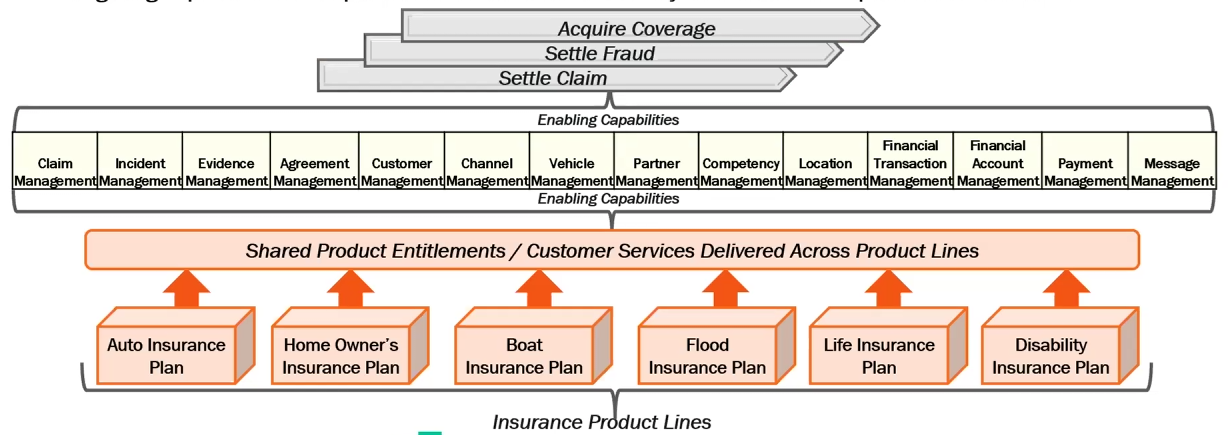 Acquire Coverage
Settle Fraud
Settle Claim
Enabling Capabilities
Claim Management
Incident Management
Evidence Management
Agreement Management
Customer Management
Channel Management
Vehicle Management
Partner Management
Competency Management
Location Management
Financial Transaction Management
Financial Account Management
Payment Management
Message Management
Enabling Capabilities
Shared Product Entitlements / Customer Services Delivered Across Product Lines
Auto Insurance
Plan
Home Owner's
Insurance Plan
Boat
Insurance Plan
Flood
Insurance Plan
Life Insurance
Plan
Disability
Insurance Plan
Insurance Product Lines